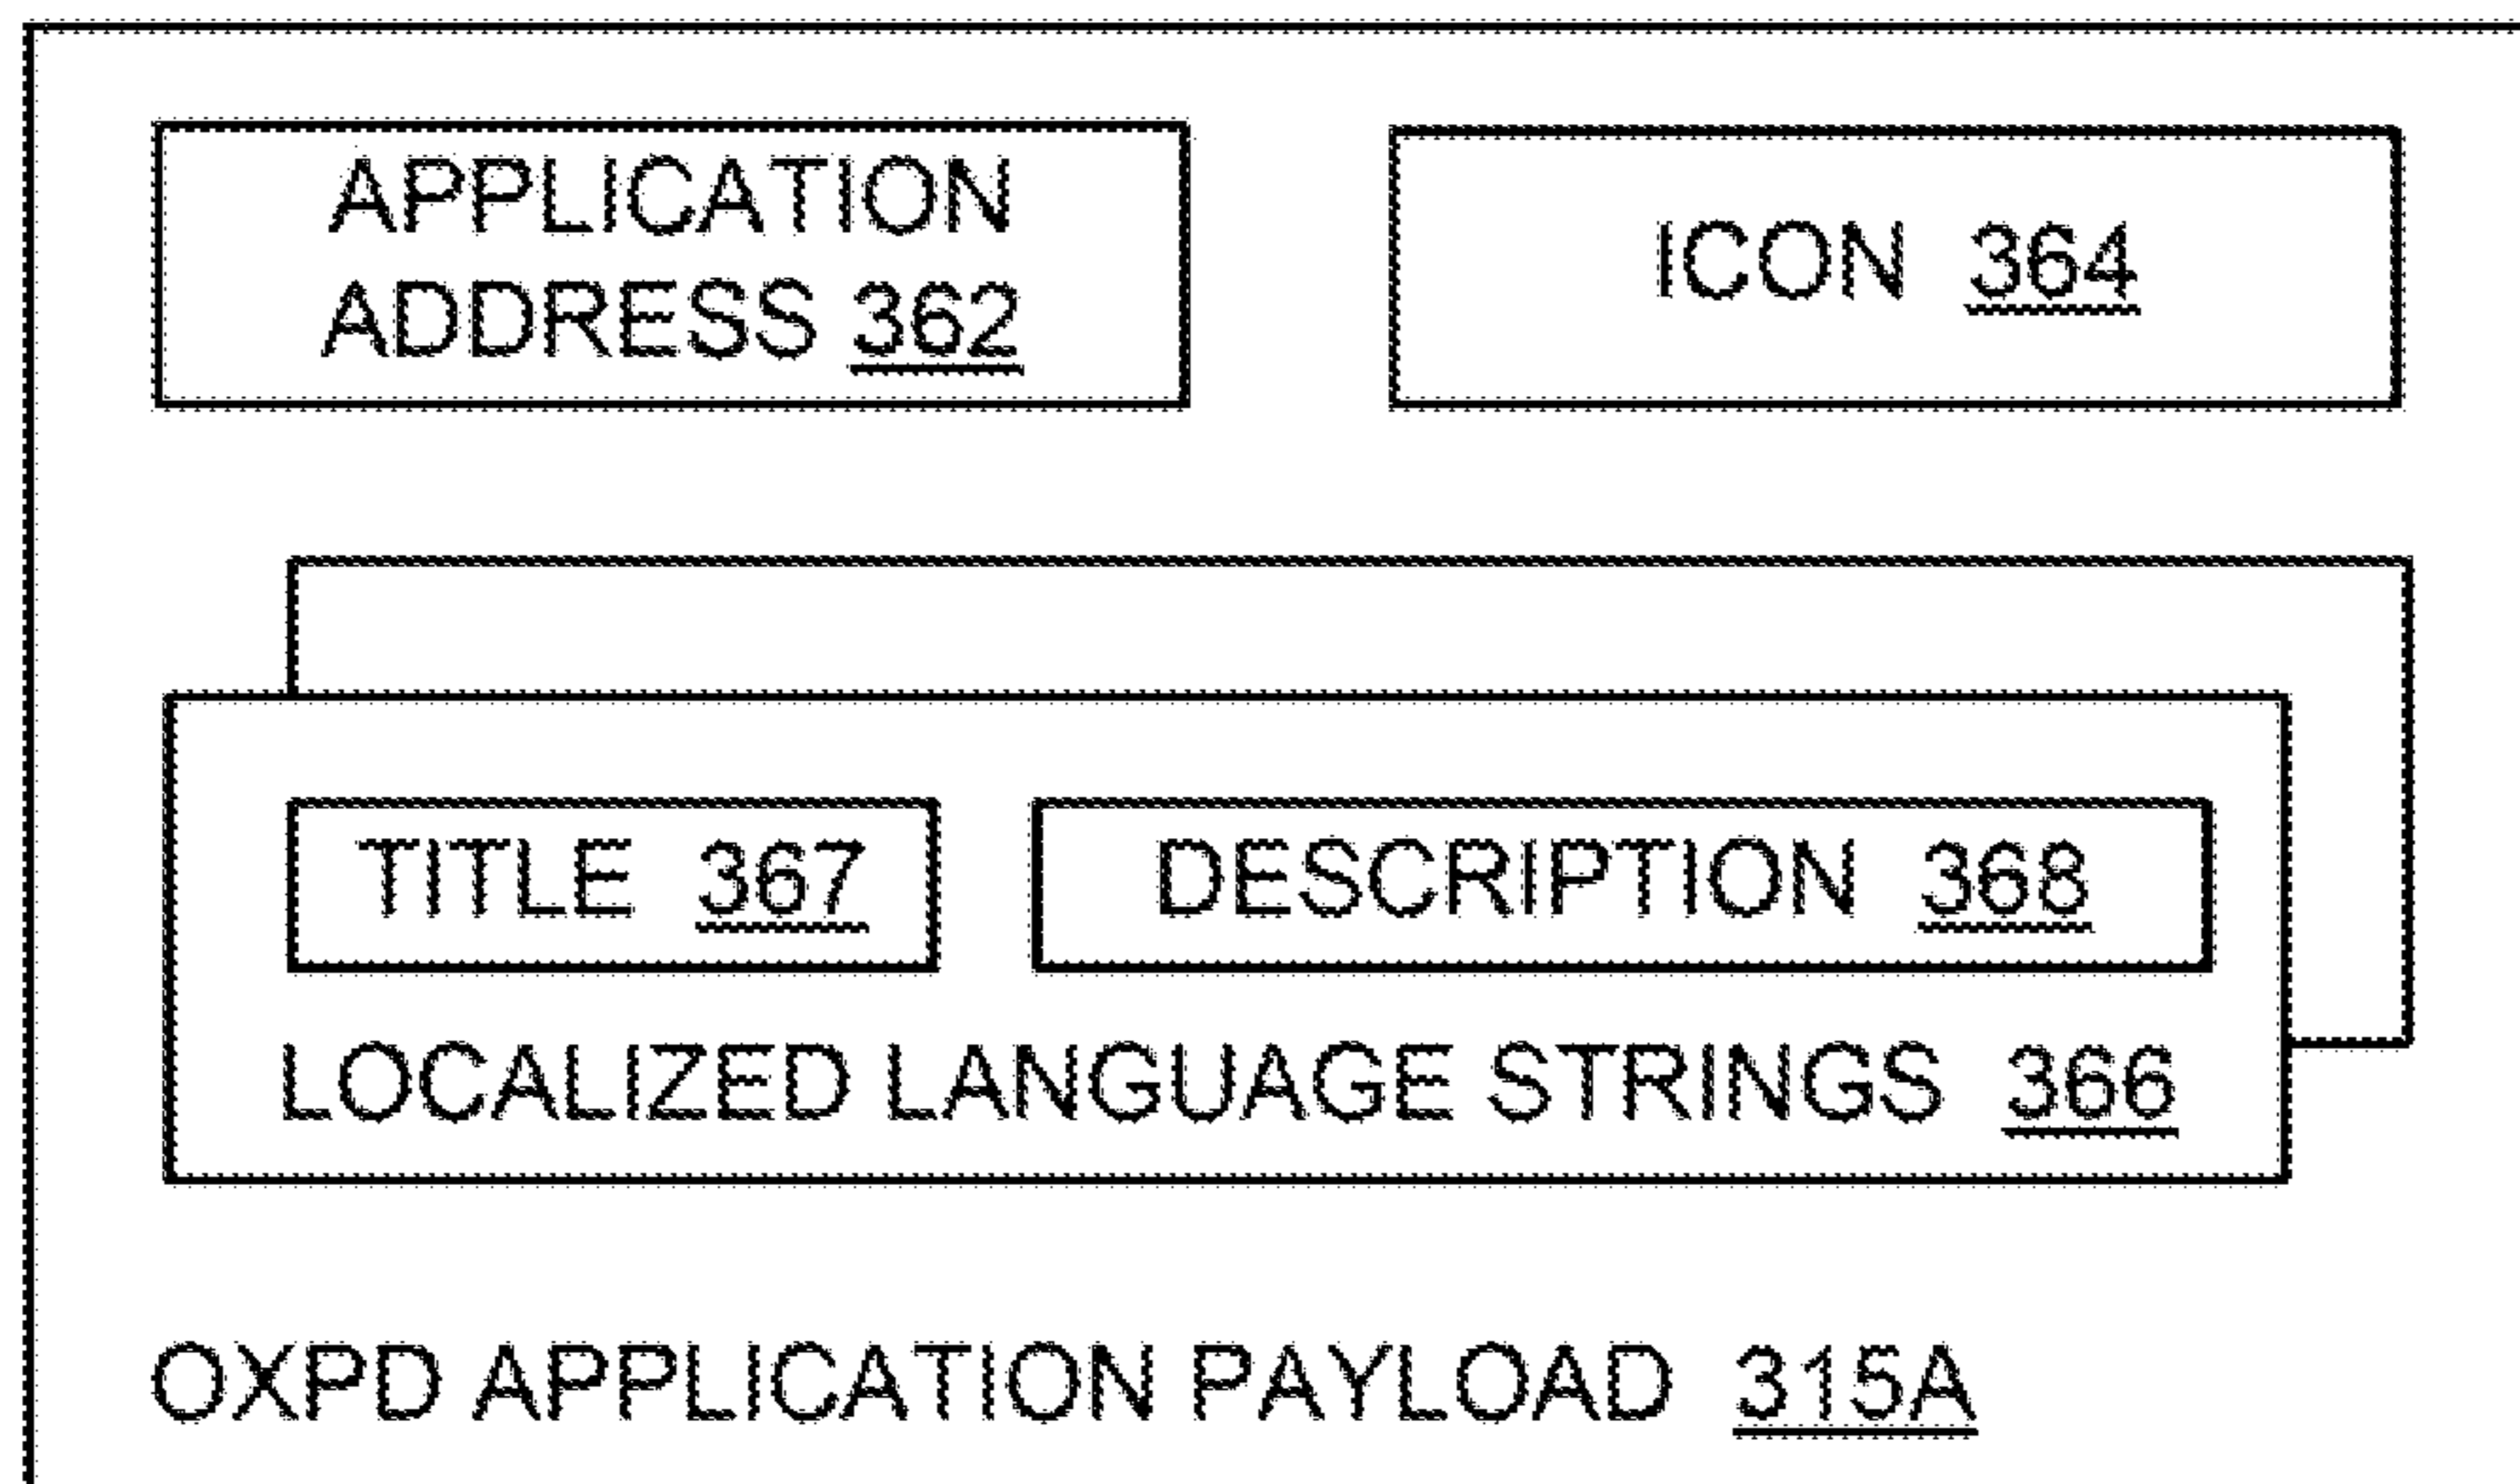 APPLICATION
ADDRESS 362
ICON 364
TITLE 367
DESCRIPTION 368
LOCALIZED LANGUAGE STRINGS 366
OXPD APPLICATION PAYLOAD 315A